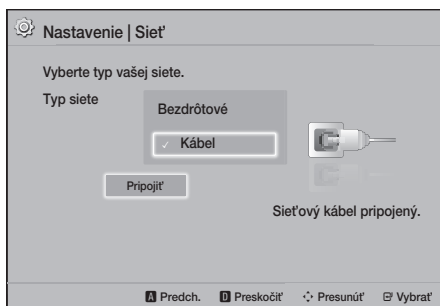 Nastavenie | Sieť
Vyberte typ vašej siete.
Typ siete
Bezdrôtové
✓ Kábel
Pripojiť
Sieťový kábel pripojený.
A Predch. D Preskočiť Presunúť Vybrať